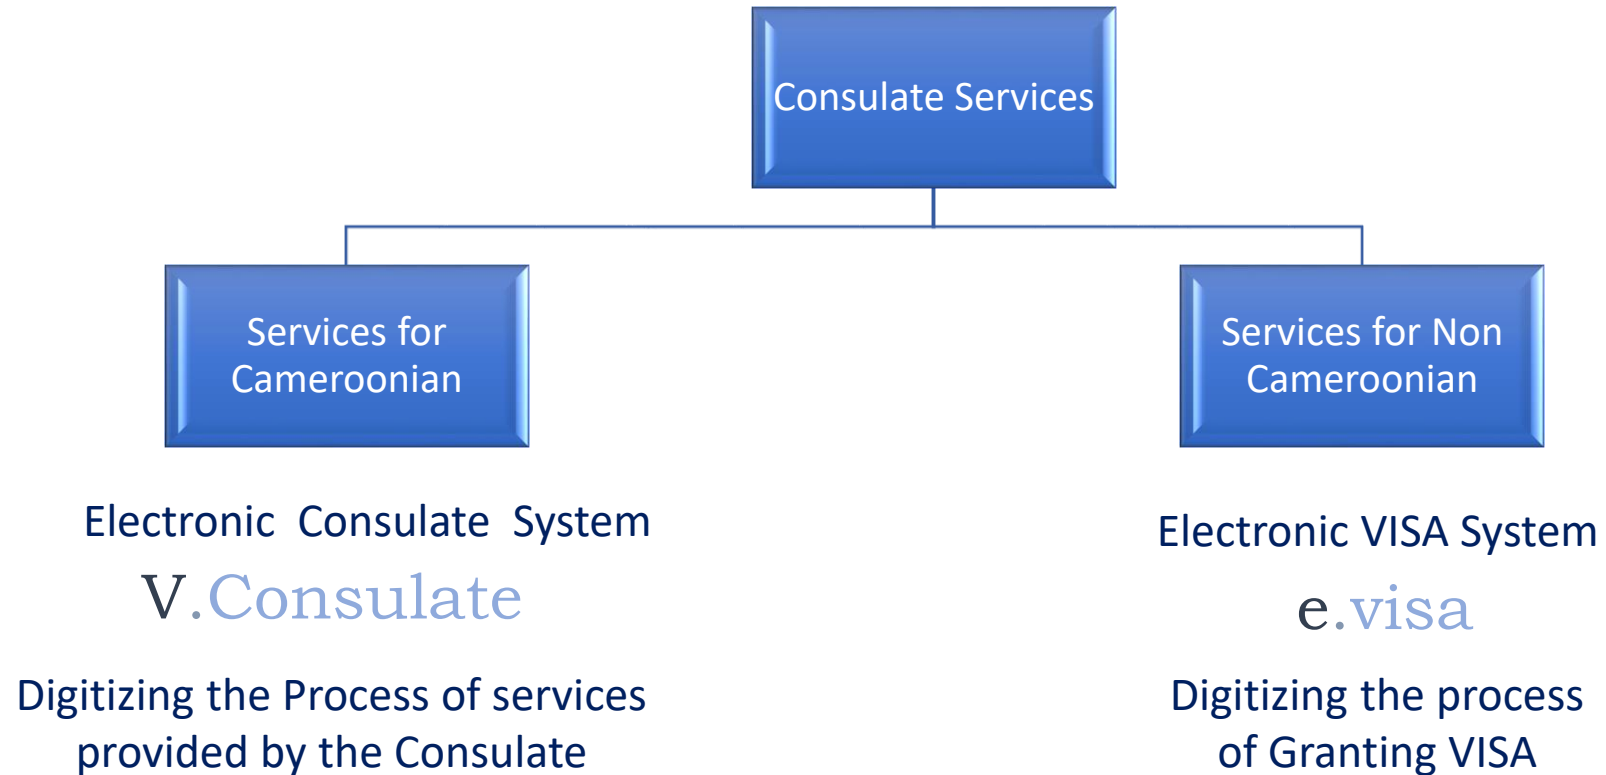 Consulate Services
Services for
Cameroonian
Services for Non
Cameroonian
Electronic Consulate System
V.Consulate
Digitizing the Process of services
provided by the Consulate
Electronic VISA System
e.visa
Digitizing the process
of Granting VISA